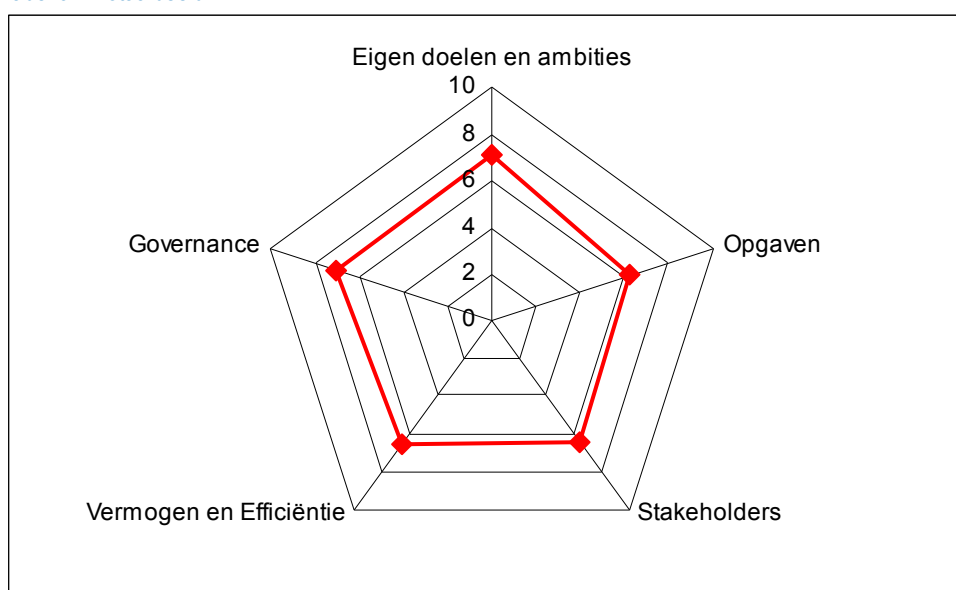 Eigen doelen en ambities
10
8
6
4
2
0
Governance
Opgaven
Vermogen en Efficiëntie
Stakeholders